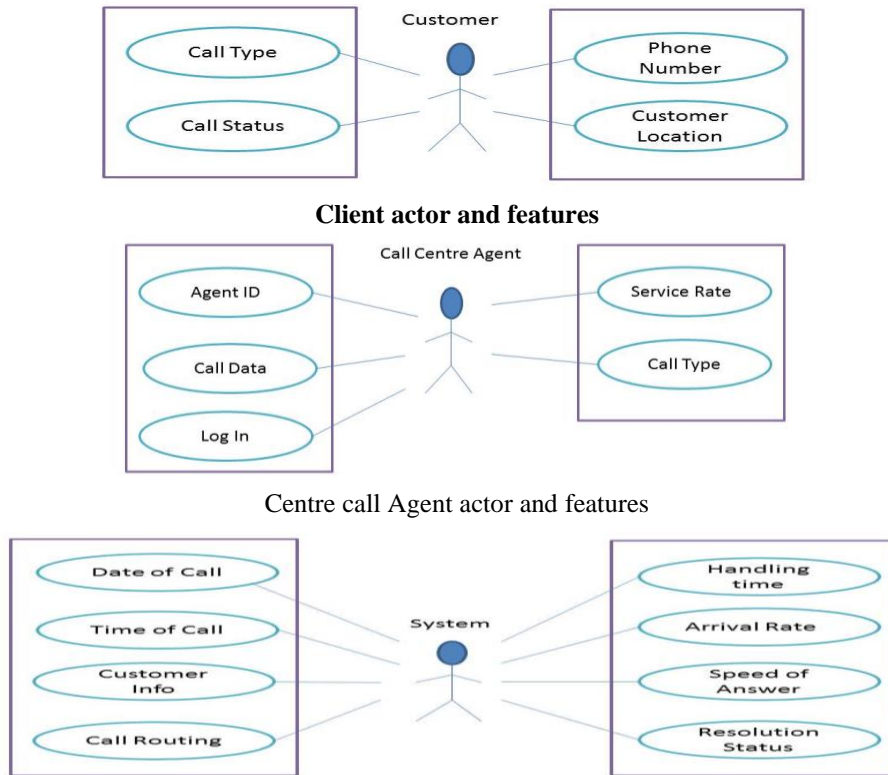 Customer
Call Type
Call Status
Phone
Number
Customer
Location
Client actor and features
Call Centre Agent
Agent ID
Call Data
Log In
Service Rate
Call Type
Centre call Agent actor and features
System
Date of Call
Time of Call
Customer
Info
Call Routing
Handling
time
Arrival Rate
Speed of
Answer
Resolution
Status